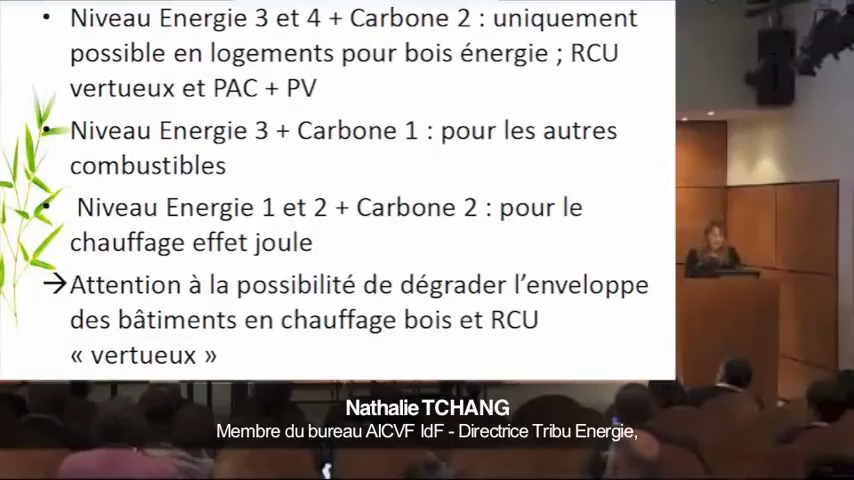 • Niveau Energie 3 et 4 + Carbone 2 : uniquement
possible en logements pour bois énergie ; RCU
vertueux et PAC + PV
• Niveau Energie 3 + Carbone 1 : pour les autres
combustibles
• Niveau Energie 1 et 2 + Carbone 2 : pour le
chauffage effet joule
→Attention à la possibilité de dégrader l’enveloppe
des bâtiments en chauffage bois et RCU
« vertueux »
Nathalie TCHANG
Membre du bureau AICVF IdF - Directrice Tribu Energie,